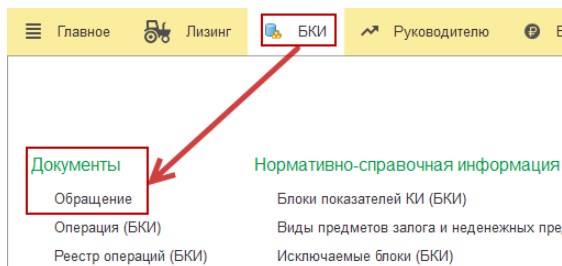 Главное Лизинг БКИ Руководителю
Документы Нормативно-справочная информация
Обращение Блоки показателей КИ (БКИ)
Операция (БКИ) Виды предметов залога и неденежных
Реестр операций (БКИ) Исключаемые блоки (БКИ)